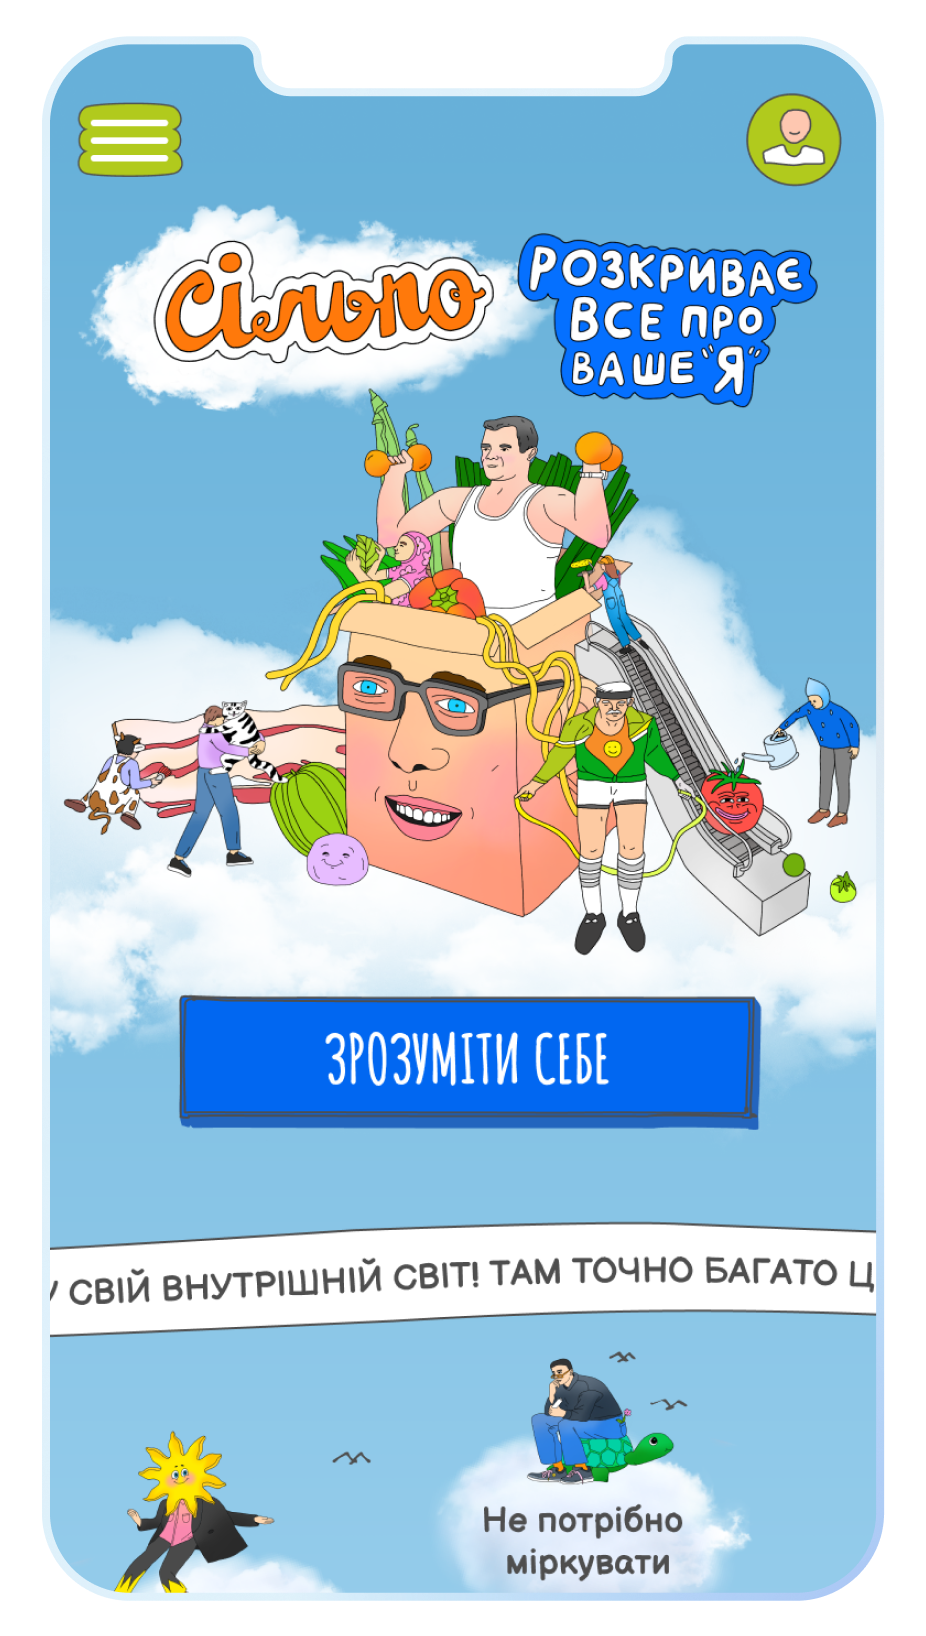 Сільпо
РОЗКРИВАЄ
ВСЕ ПРО
ВАШЕ "Я"
ЗРОЗУМІТИ СЕБЕ
СВІЙ ВНУТРІШНІЙ СВІТ! ТАМ ТОЧНО БАГАТО
Не потрібно
міркувати